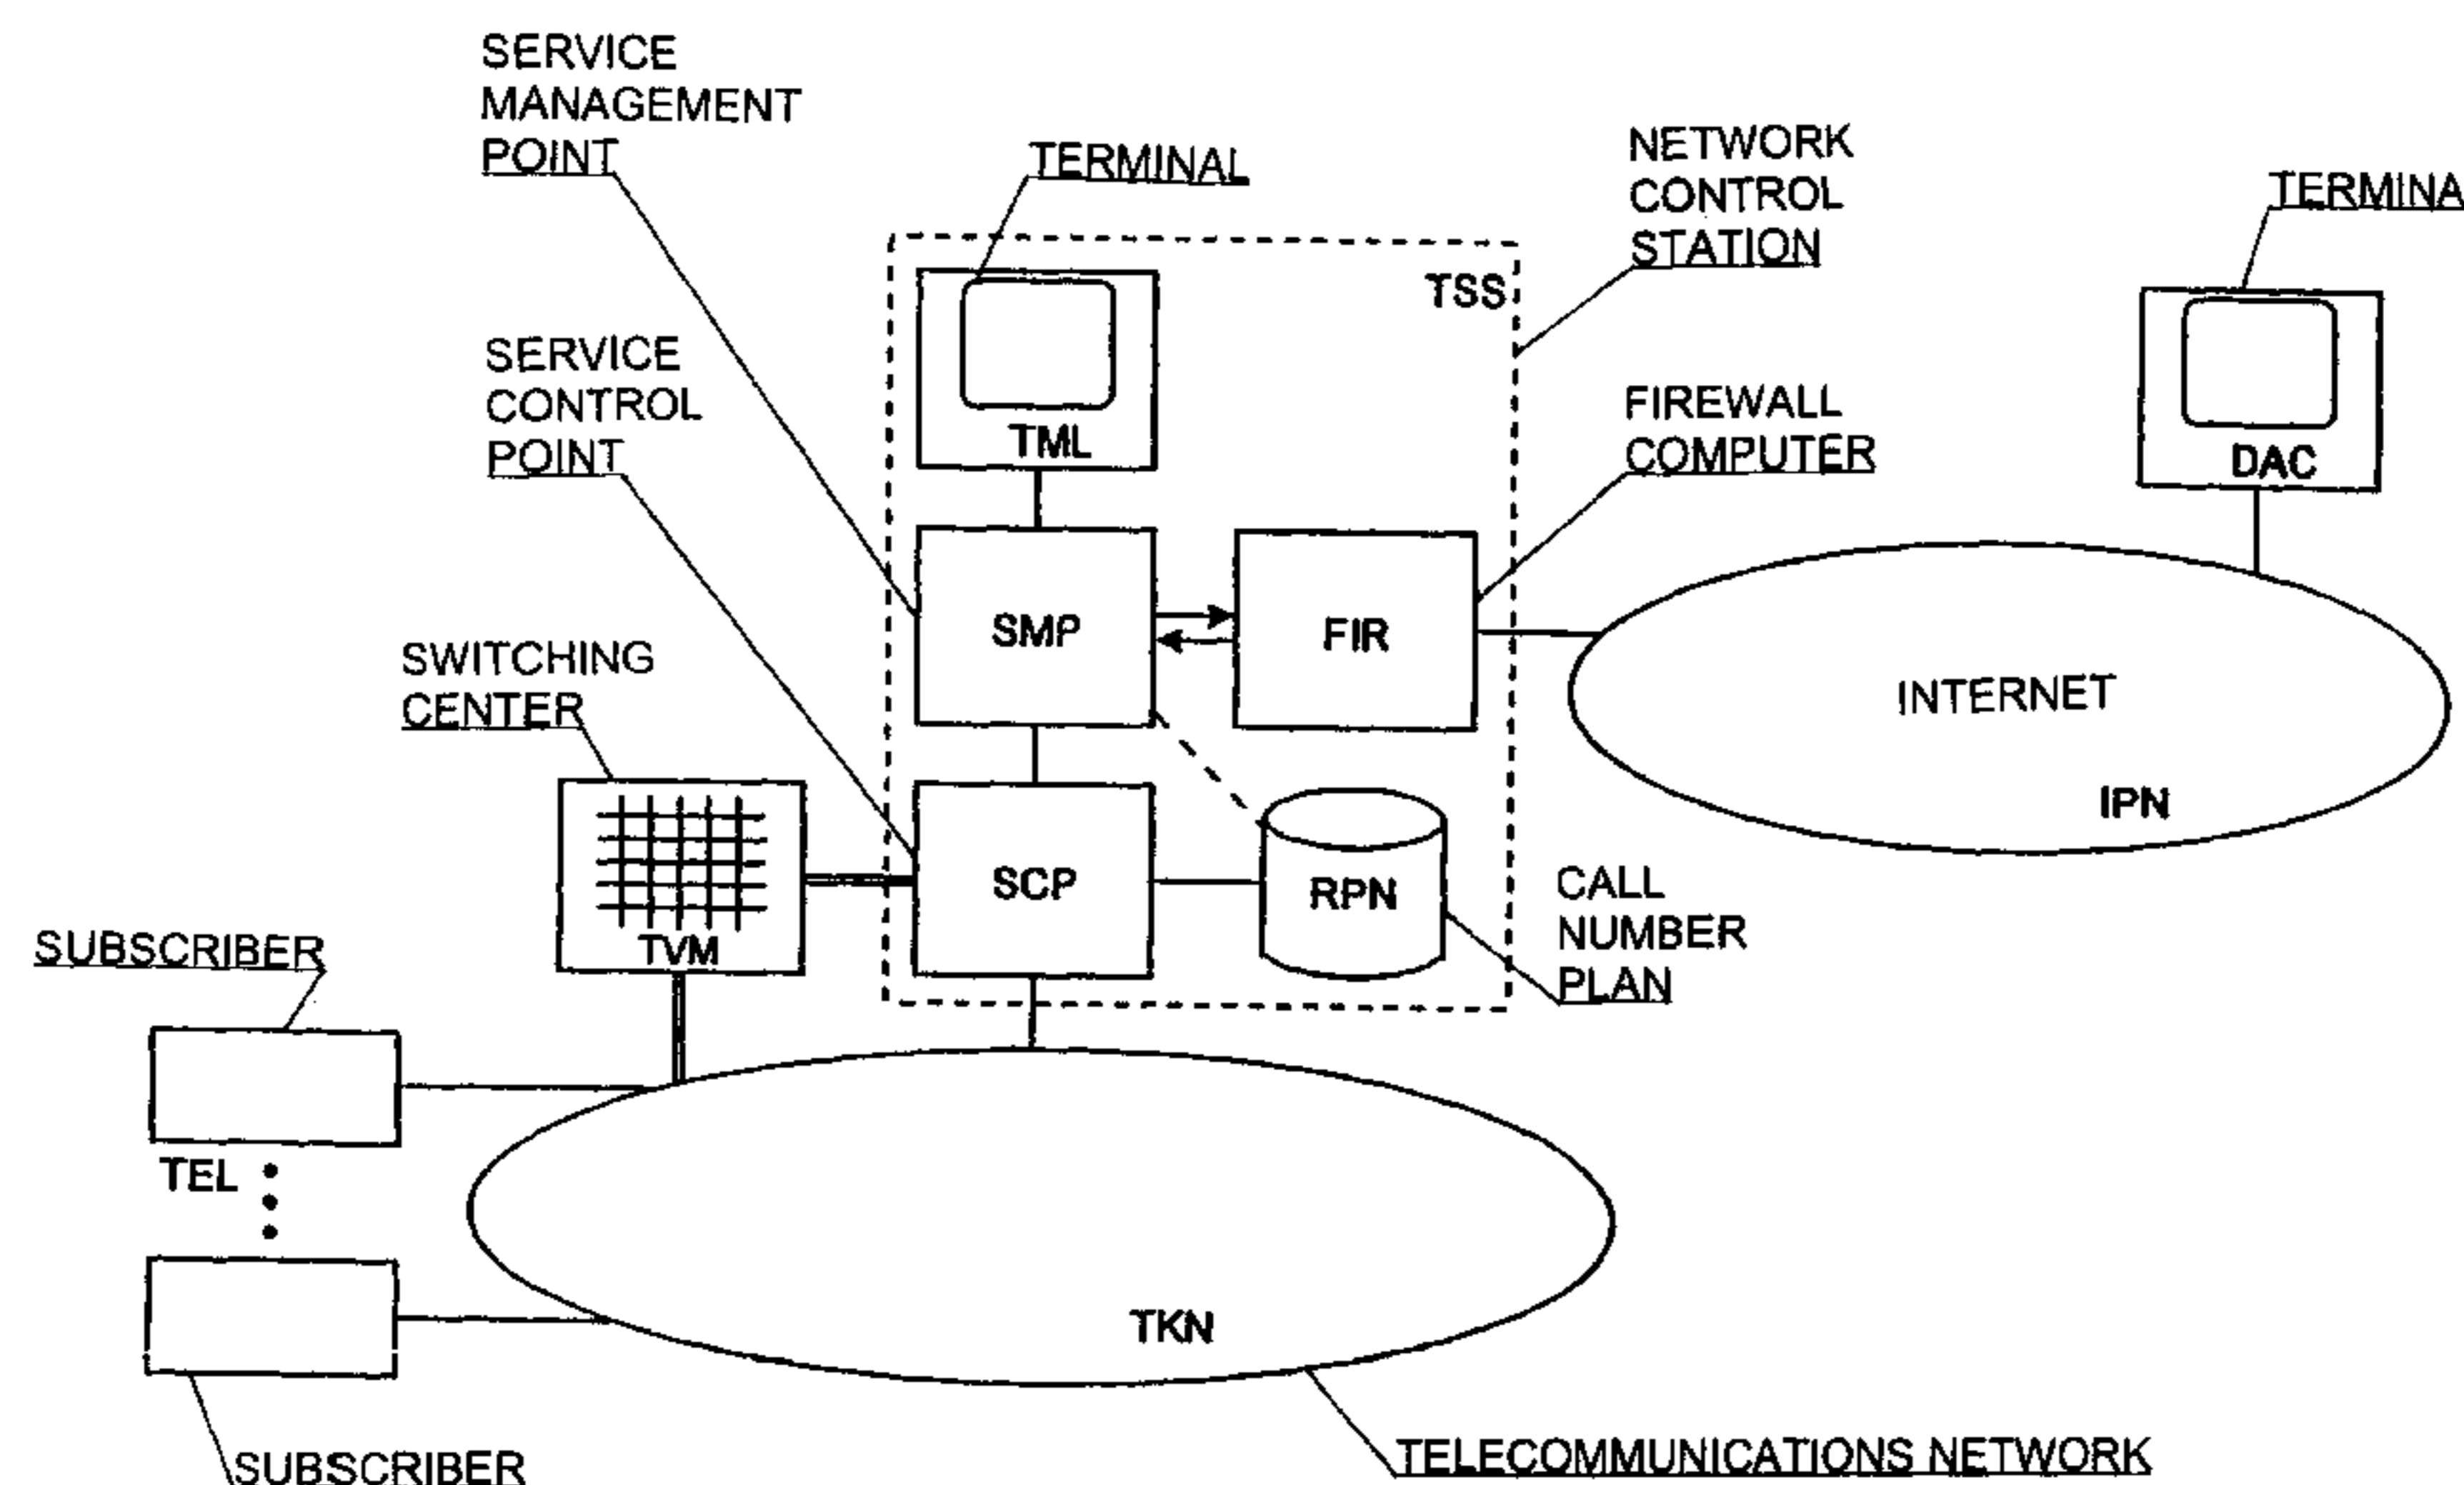 SERVICE
MANAGEMENT
POINT
TERMINAL
NETWORK
CONTROL
STATION
TERMINA
TSS
SERVICE
CONTROL
POINT
TML
FIREWALL
COMPUTER
DAC
SMP
FIR
SWITCHING
CENTER
INTERNET
IPN
TVM
SCP
RPN
CALL
NUMBER
PLAN
SUBSCRIBER
TEL
TKN
SUBSCRIBER
TELECOMMUNICATIONS NETWORK